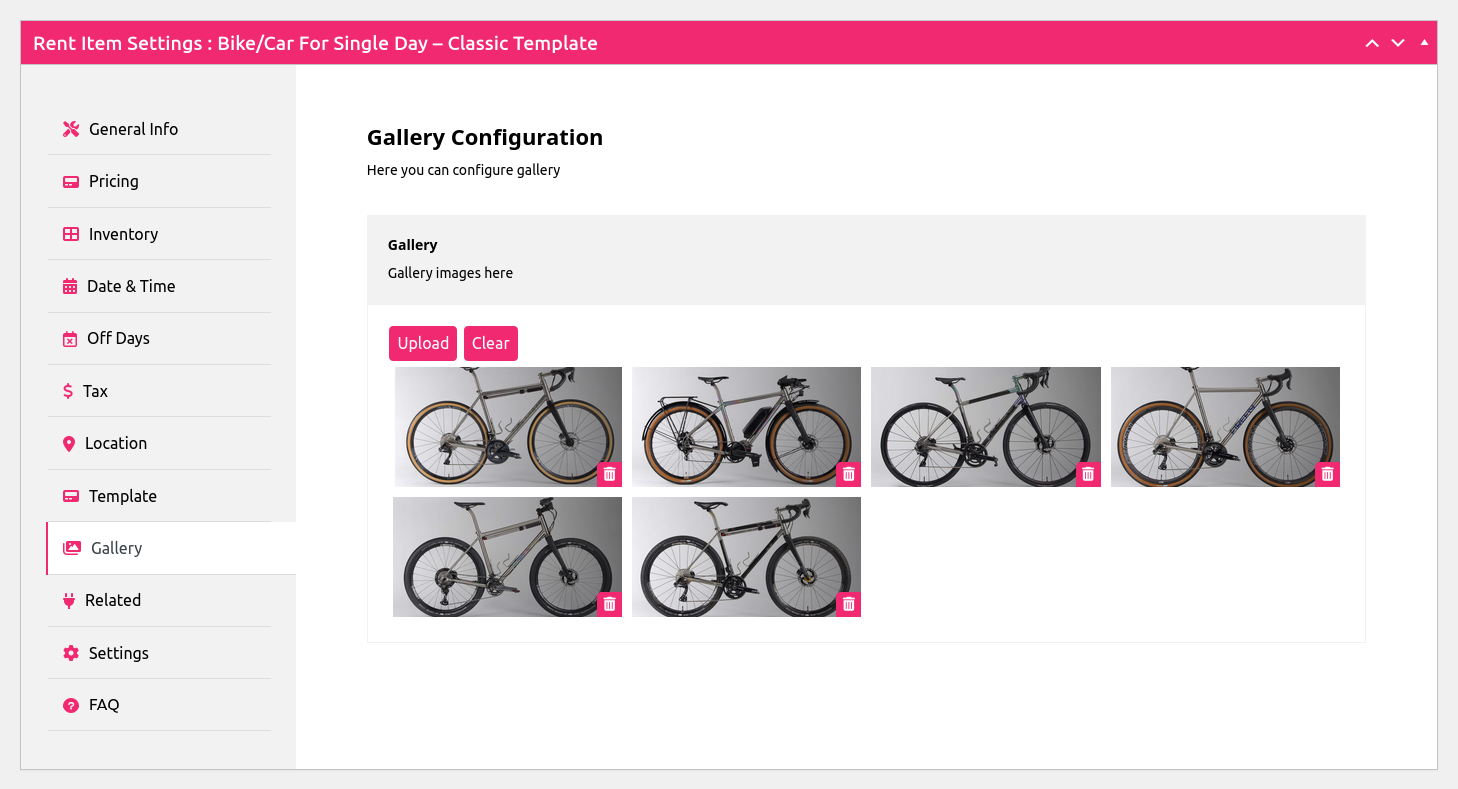 Rent Item Settings : Bike/Car For Single Day – Classic Template
General Info
Pricing
Inventory
Date & Time
Off Days
Tax
Location
Template
Gallery
Related
Settings
FAQ
Gallery Configuration
Here you can configure gallery
Gallery
Gallery images here
Upload
Clear